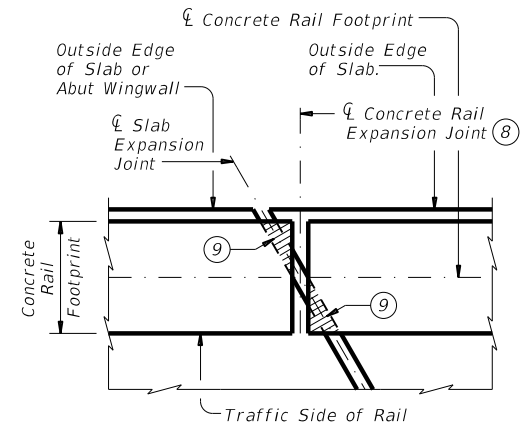 ℄ Concrete Rail Footprint
Outside Edge
of Slab or
Abut Wingwall
Outside Edge
of Slab.
℄ Slab
Expansion
Joint
℄ Concrete Rail
Expansion Joint 8
9
9
Concrete
Rail
Footprint
Traffic Side of Rail